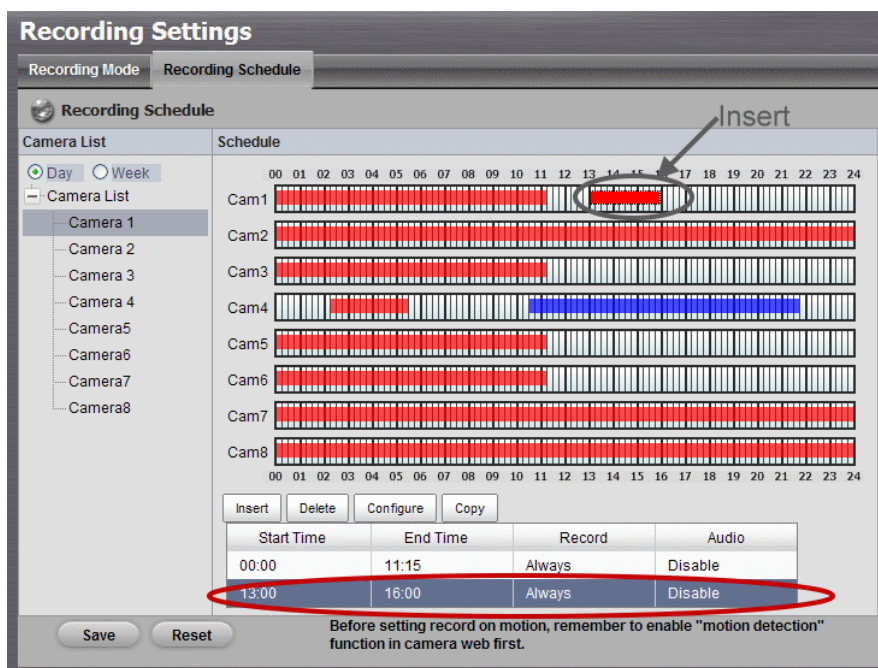 Recording Settings
Recording Mode Recording Schedule
Recording Schedule
Insert
Camera List Schedule
Day Week
Camera List
Camera 1
Camera 2
Camera 3
Camera 4
Camera5
Camera6
Camera7
Camera8
00 01 02 03 04 05 06 07 08 09 10 11 12 13 14 15 17 18 19 20 21 22 23 24
Cam1
Cam2
Cam3
Cam4
Cam5
Cam6
Cam7
Cam8
00 01 02 03 04 05 06 07 08 09 10 11 12 13 14 15 16 17 18 19 20 21 22 23 24
Insert Delete Configure Copy
Start Time End Time Record Audio
00:00 11:15 Always Disable
13:00 16:00 Always Disable
Save Reset
Before setting record on motion, remember to enable "motion detection"
function in camera web first.